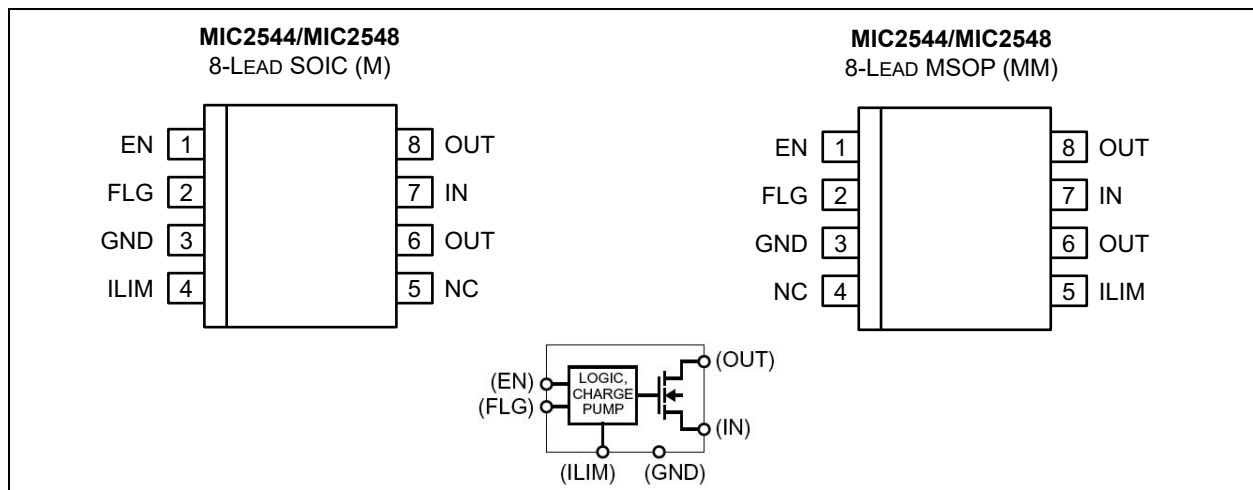 MIC2544/MIC2548
8-LEAD SOIC (M)
EN 1 8 OUT
FLG 2 7 IN
GND 3 6 OUT
ILIM 4 5 NC
MIC2544/MIC2548
8-LEAD MSOP (MM)
EN 1 8 OUT
FLG 2 7 IN
GND 3 6 OUT
NC 4 5 ILIM
(EN)
(FLG)
LOGIC,
CHARGE
PUMP
(OUT)
(IN)
(ILIM) (GND)